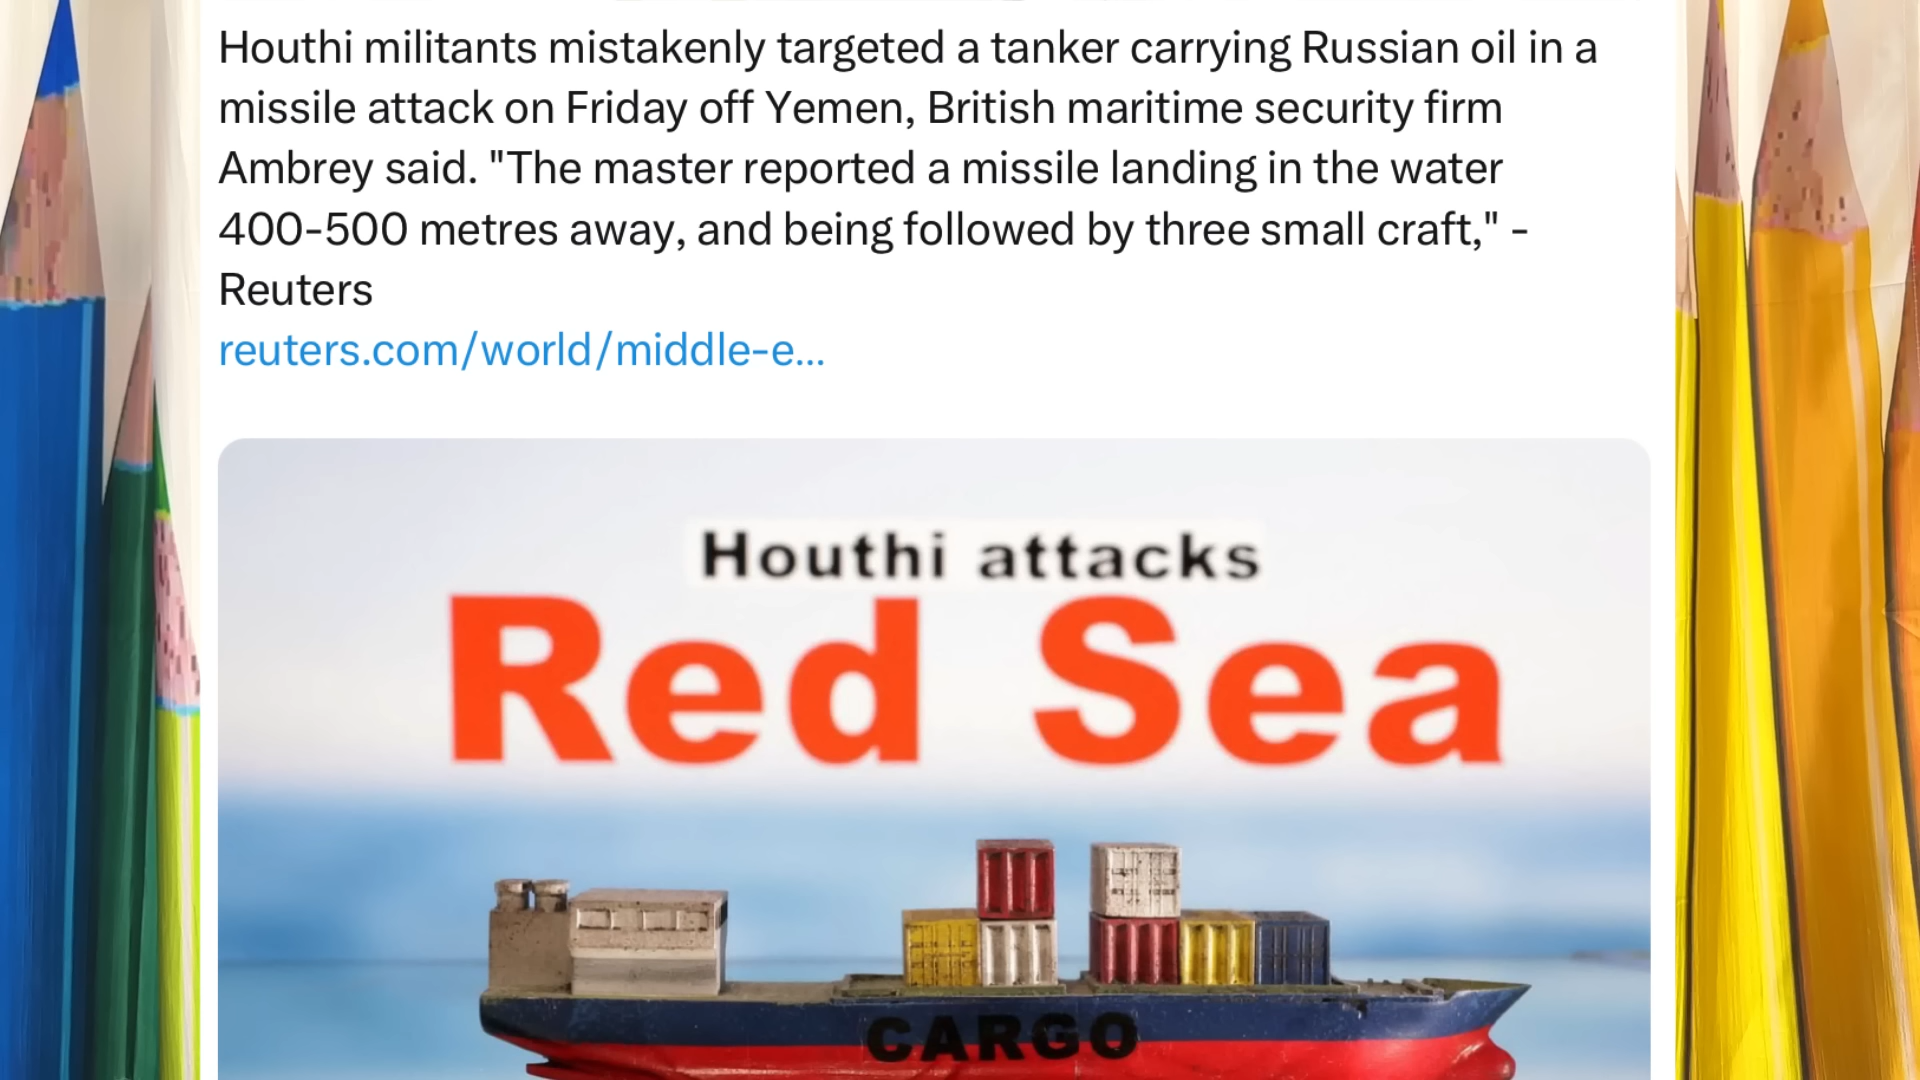 Houthi militants mistakenly targeted a tanker carrying Russian oil in a
missile attack on Friday off Yemen, British maritime security firm
Ambrey said. "The master reported a missile landing in the water
400-500 metres away, and being followed by three small craft," -
Reuters
reuters.com/world/middle-e...
Houthi attacks
Red Sea
CARGO